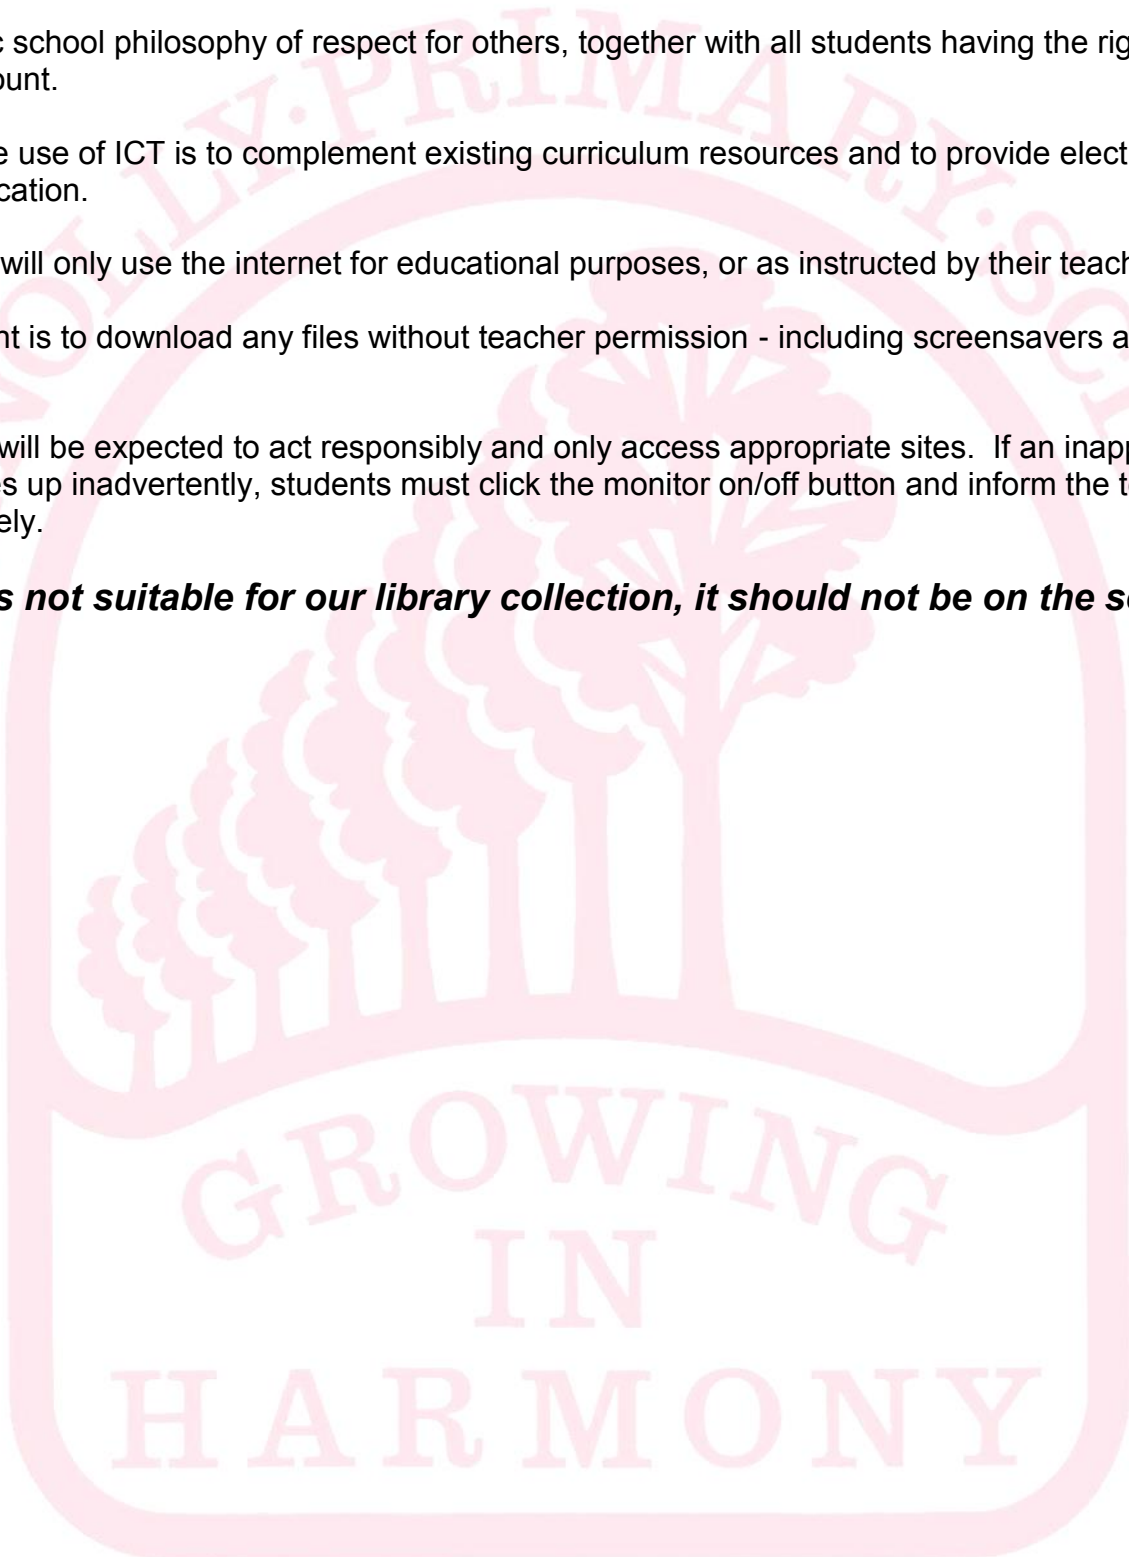 c school philosophy of respect for others, together with all students having the rig
ount.
e use of ICT is to complement existing curriculum resources and to provide elect
cation.
will only use the internet for educational purposes, or as instructed by their teach
nt is to download any files without teacher permission - including screensavers a
will be expected to act responsibly and only access appropriate sites.  If an inapp
es up inadvertently, students must click the monitor on/off button and inform the te
ely.
s not suitable for our library collection, it should not be on the sc
NOLLY·PRIMARY·SC
GROWING
IN
HARMONY